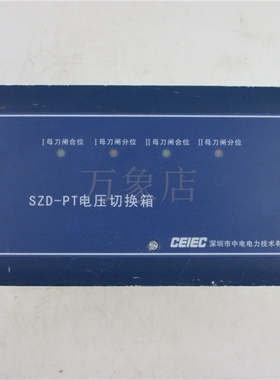 I母刀闸合位 I母刀闸分位 II母刀闸合位 II母刀闸分位
万象店
SZD-PT电压切换箱
CEIEC 深圳市中电电力技术有